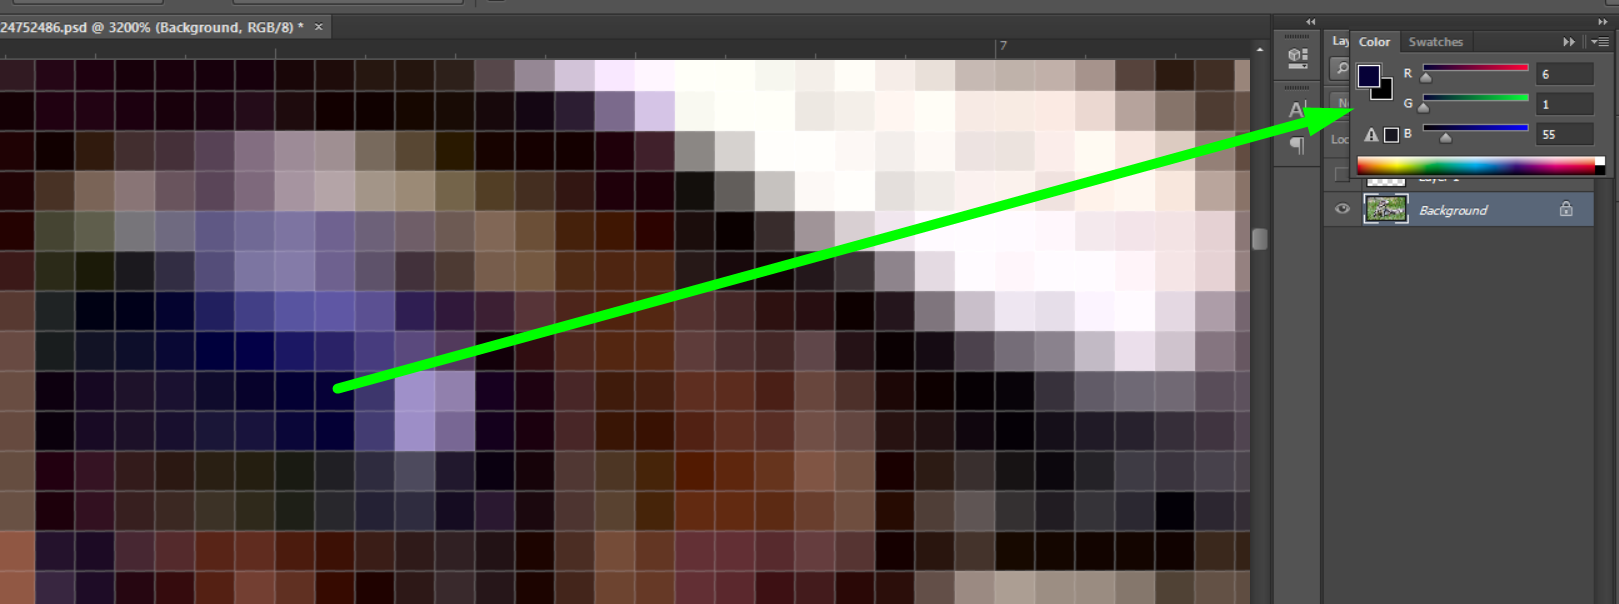 24752486.psd @ 3200% (Background, RGB/8) * ×
7
Color Swatches
R 6
G 1
B 55
A
¶
Background